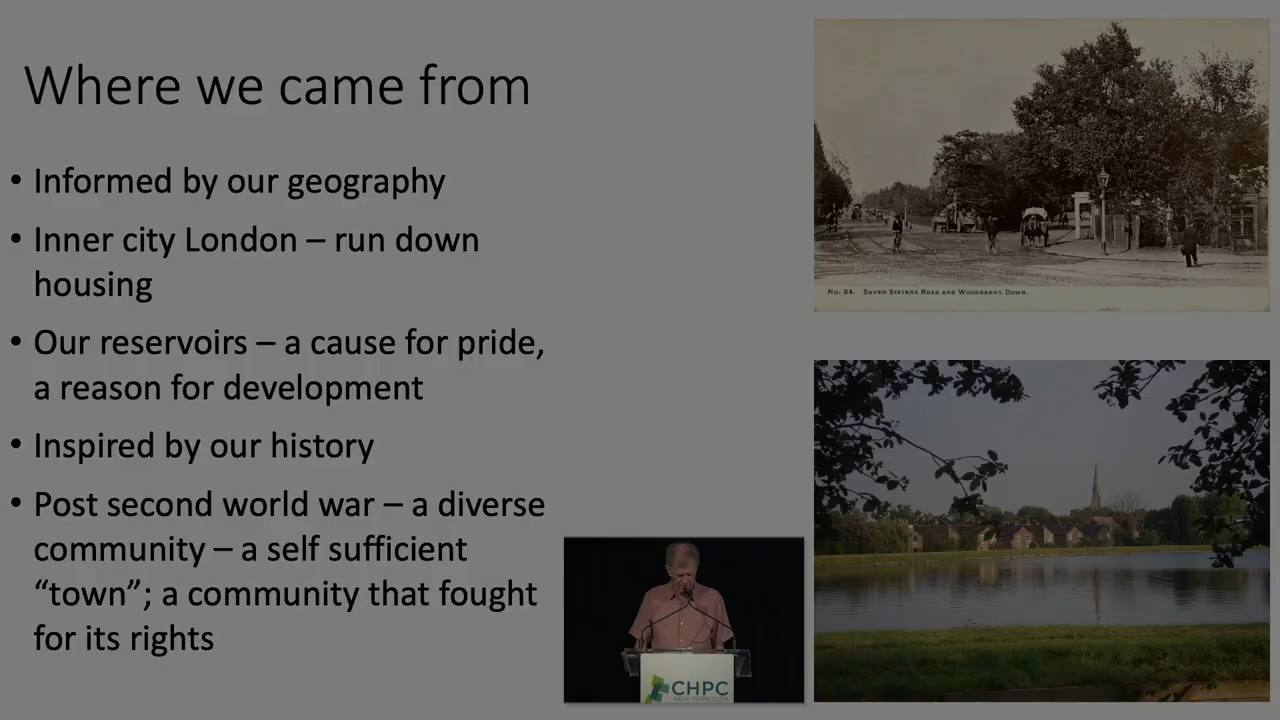 Where we came from
• Informed by our geography
• Inner city London – run down
housing
• Our reservoirs – a cause for pride,
a reason for development
• Inspired by our history
• Post second world war – a diverse
community – a self sufficient
“town”; a community that fought
for its rights
No. 34. Seven Sisters Road and Woodberry Down.
CHPC
NEW YORK CITY